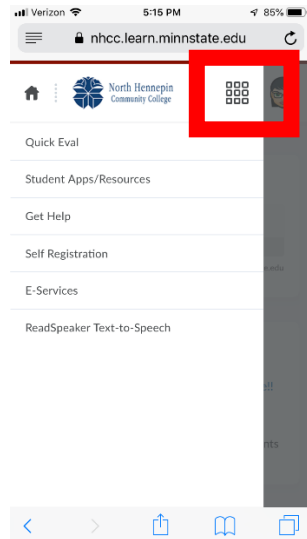 Verizon 5:15 PM 85%
nhcc.learn.minnstate.edu
North Hennepin
Community College
Quick Eval
Student Apps/Resources
Get Help
Self Registration
E-Services
ReadSpeaker Text-to-Speech